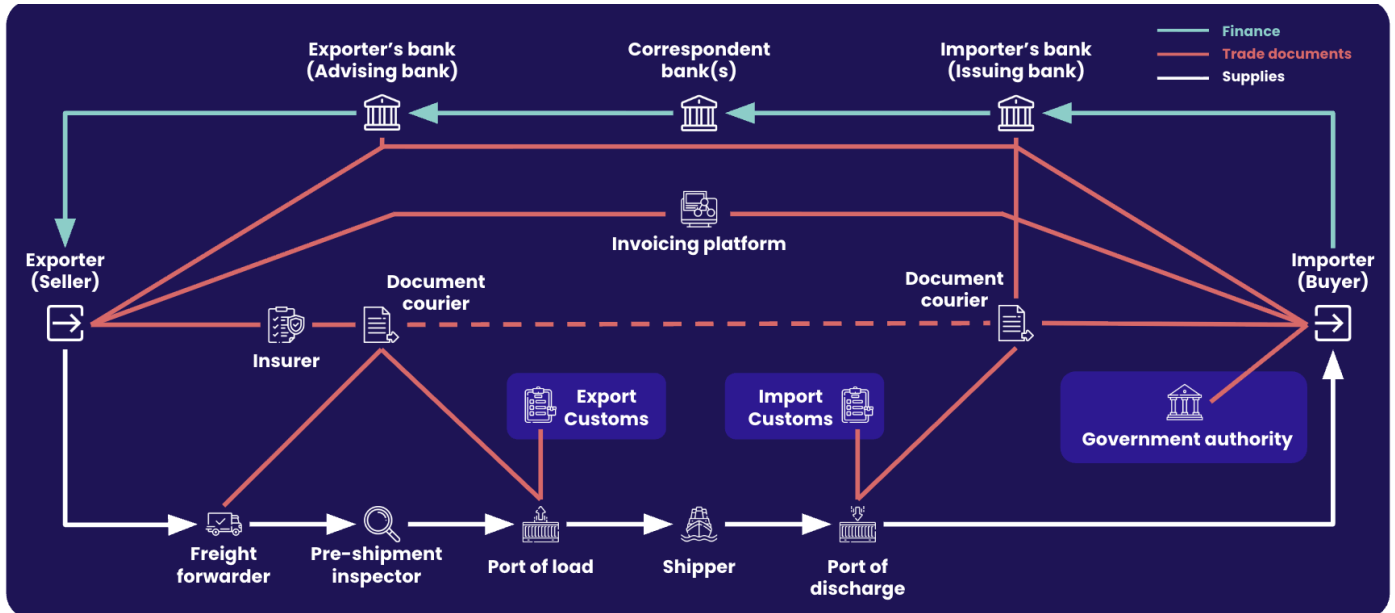 Finance
Trade documents
Supplies
Exporter's bank
(Advising bank)
Correspondent
bank(s)
Importer's bank
(Issuing bank)
Invoicing platform
Exporter
(Seller)
Importer
(Buyer)
Document
courier
Document
courier
Insurer
Export
Customs
Import
Customs
Government authority
Freight
forwarder
Pre-shipment
inspector
Port of load
Shipper
Port of
discharge